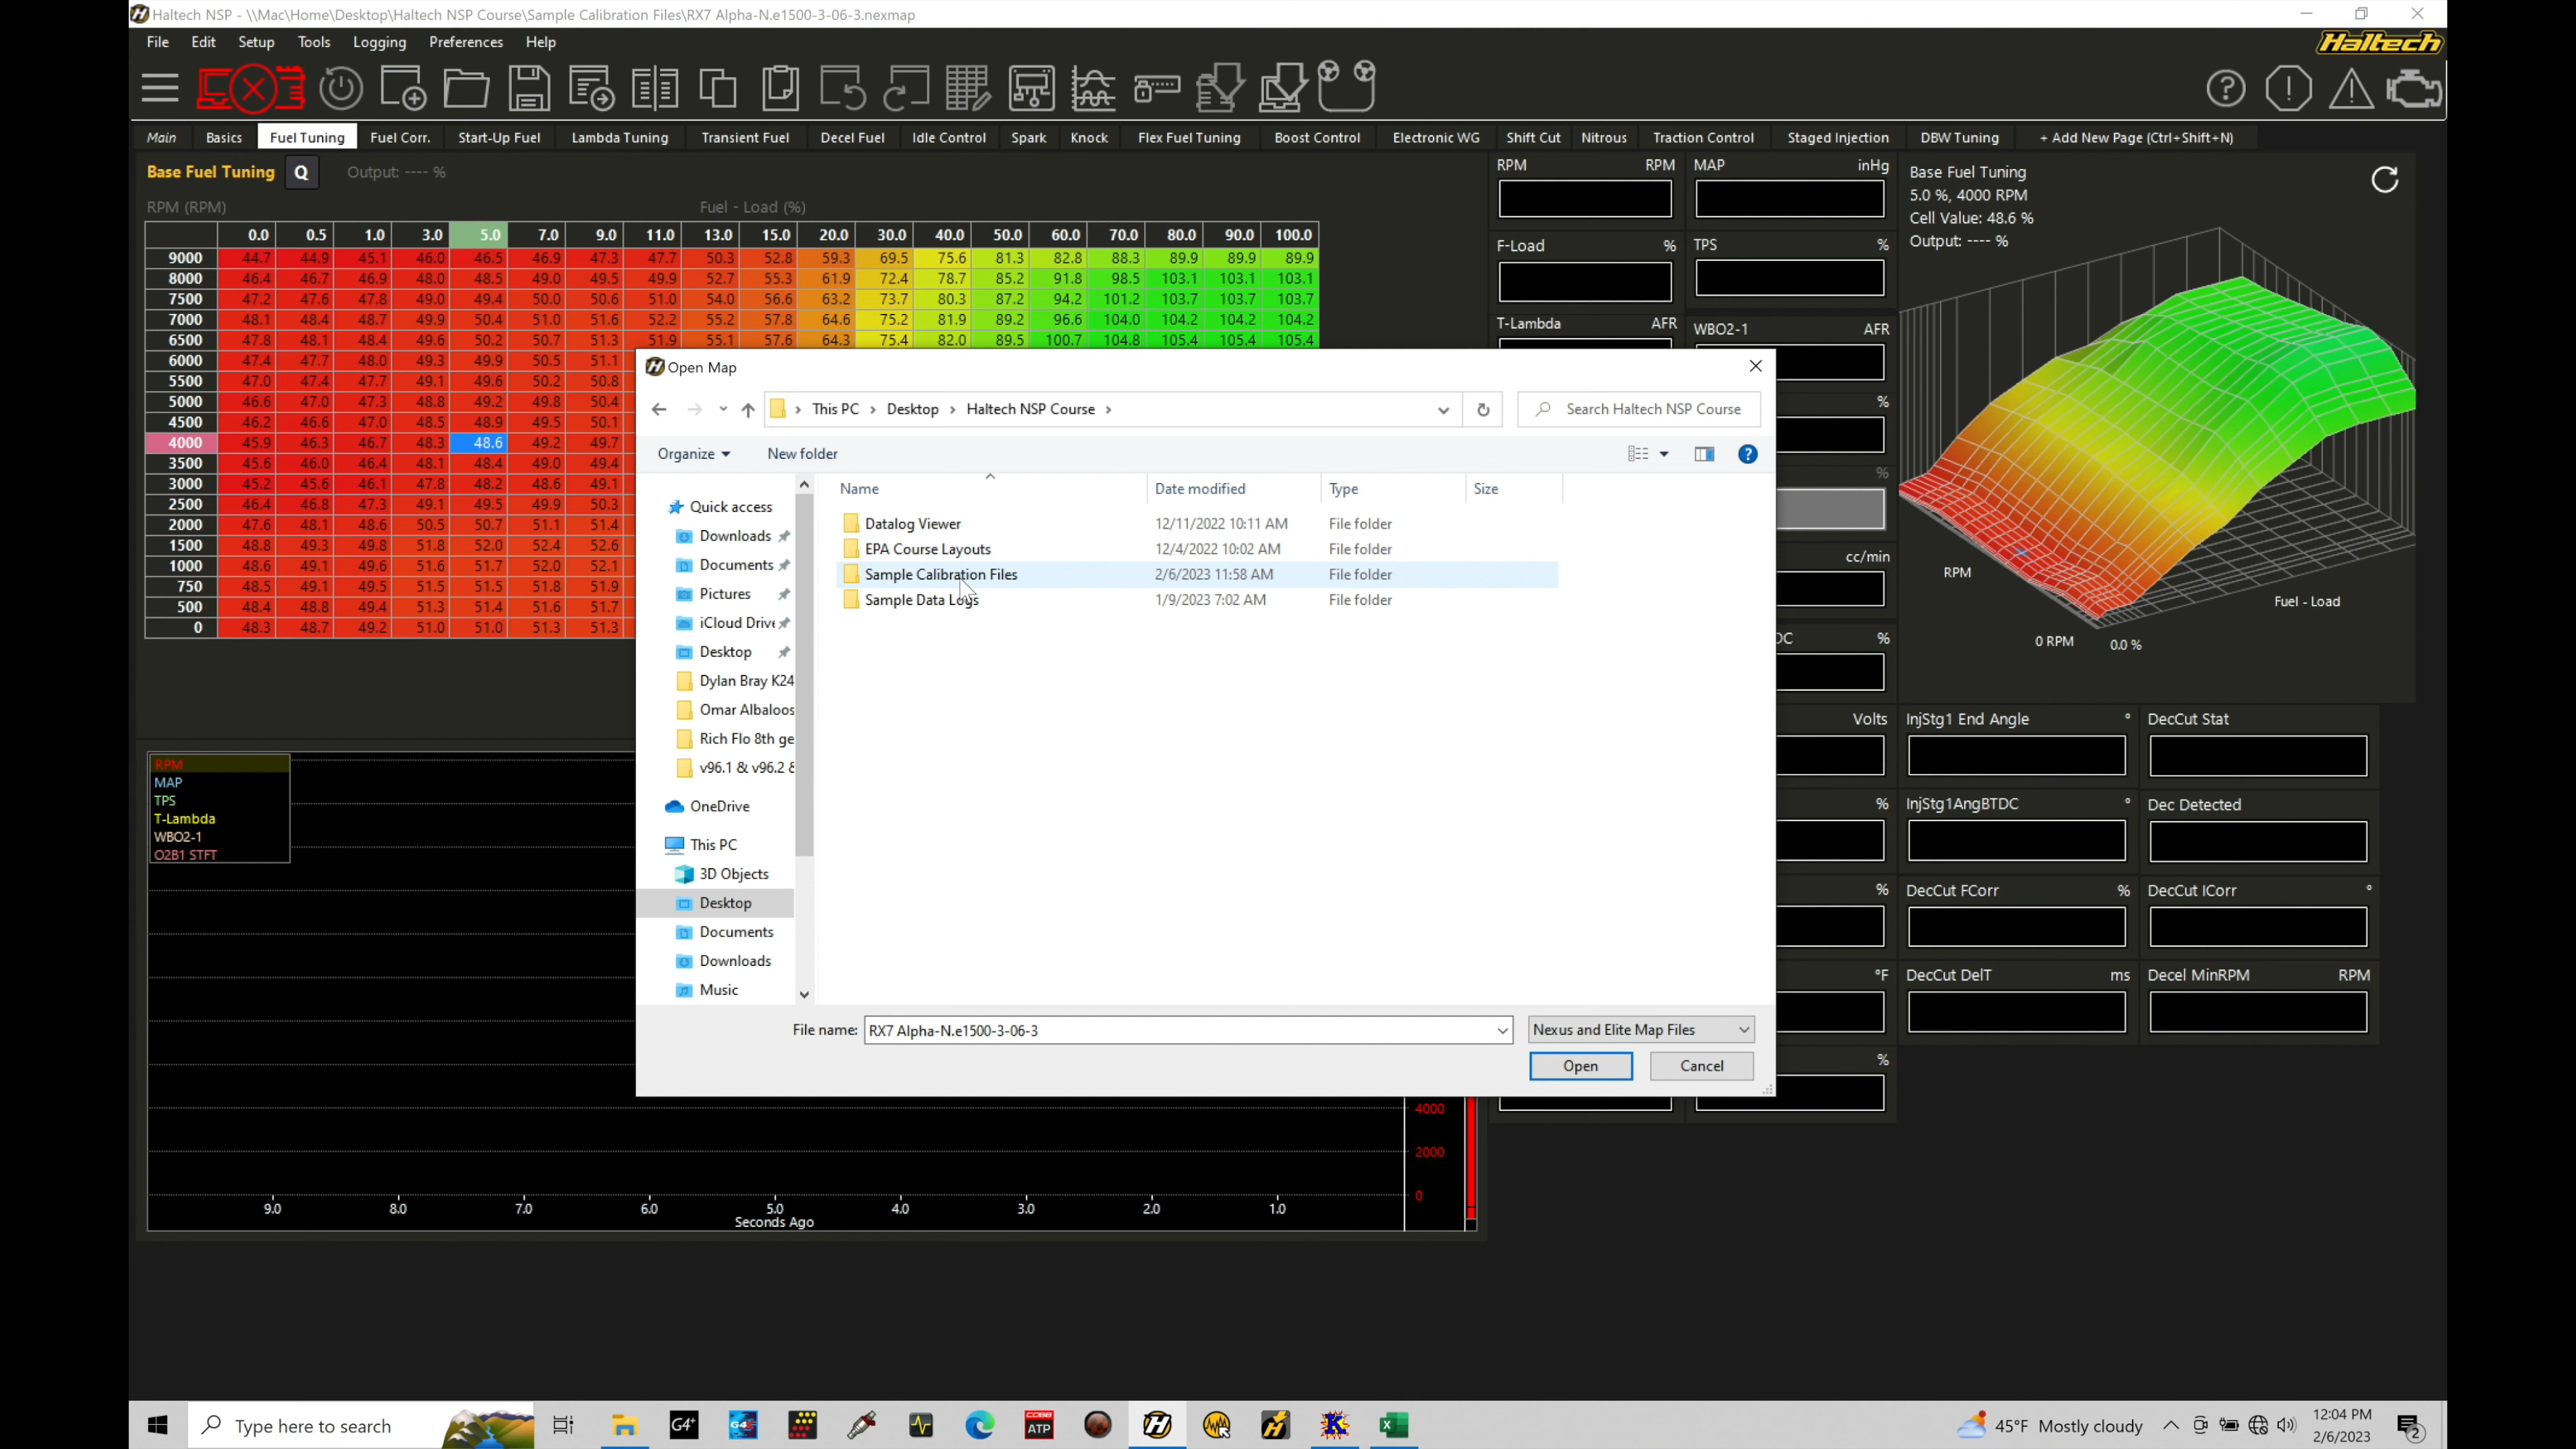 Haltech NSP - \\Mac\Home\Desktop\Haltech NSP Course\Sample Calibration Files\RX7 Alpha-N.e1500-3-06-3.nexmap
File Edit Setup Tools Logging Preferences Help
Haltech
Main Basics Fuel Tuning Fuel Corr. Start-Up Fuel Lambda Tuning Transient Fuel Decel Fuel Idle Control Spark Knock Flex Fuel Tuning Boost Control Electronic WG Shift Cut Nitrous Traction Control Staged Injection DBW Tuning + Add New Page (Ctrl+Shift+N)
Base Fuel Tuning Q Output: ---- %
RPM (RPM) Fuel - Load (%)
0.0 0.5 1.0 3.0 5.0 7.0 9.0 11.0 13.0 15.0 20.0 30.0 40.0 50.0 60.0 70.0 80.0 90.0 100.0
9000 44.7 44.9 45.1 46.0 46.5 46.9 47.3 47.7 50.3 52.8 59.3 69.5 75.6 81.3 82.8 88.3 89.9 89.9 89.9
8000 46.4 46.7 46.9 48.0 48.5 49.0 49.5 49.9 52.7 55.3 61.9 72.4 78.7 85.2 91.8 98.5 103.1 103.1 103.1
7500 47.2 47.6 47.8 49.0 49.4 50.0 50.6 51.0 54.0 56.6 63.2 73.7 80.3 87.2 94.2 101.2 103.7 103.7 103.7
7000 48.1 48.4 48.7 49.9 50.4 51.0 51.6 52.2 55.2 57.8 64.6 75.2 81.9 89.2 96.6 104.0 104.2 104.2 104.2
6500 47.8 48.1 48.4 49.6 50.2 50.7 51.3 51.9 55.1 57.6 64.3 75.4 82.0 89.5 100.7 104.8 105.4 105.4 105.4
6000 47.4 47.7 48.0 49.3 49.9 50.5 51.1
5500 47.0 47.4 47.7 49.1 49.6 50.2 50.8
5000 46.6 47.0 47.3 48.8 49.2 49.8 50.4
4500 46.2 46.6 47.0 48.5 48.9 49.5 50.1
4000 45.9 46.3 46.7 48.3 48.6 49.2 49.7
3500 45.6 46.0 46.4 48.1 48.4 49.0 49.4
3000 45.2 45.6 46.1 47.8 48.2 48.6 49.1
2500 46.4 46.8 47.3 49.1 49.5 49.9 50.3
2000 47.6 48.1 48.6 50.5 50.7 51.1 51.4
1500 48.8 49.3 49.8 51.8 52.0 52.4 52.6
1000 48.6 49.1 49.6 51.6 51.7 52.0 52.1
750 48.5 49.1 49.5 51.5 51.5 51.8 51.9
500 48.4 48.8 49.4 51.3 51.4 51.6 51.7
0 48.3 48.7 49.2 51.0 51.0 51.3 51.3
RPM RPM MAP inHg
F-Load % TPS %
T-Lambda AFR WBO2-1 AFR
%
%
cc/min
DC %
Volts
%
%
°F
%
Base Fuel Tuning
5.0 %, 4000 RPM
Cell Value: 48.6 %
Output: ---- %
RPM
Fuel - Load
0 RPM
0.0 %
InjStg1 End Angle ° DecCut Stat
InjStg1AngBTDC ° Dec Detected
DecCut FCorr % DecCut ICorr °
DecCut DelT ms Decel MinRPM RPM
Open Map
This PC Desktop Haltech NSP Course
Search Haltech NSP Course
Organize New folder
Name Date modified Type Size
Datalog Viewer 12/11/2022 10:11 AM File folder
EPA Course Layouts 12/4/2022 10:02 AM File folder
Sample Calibration Files 2/6/2023 11:58 AM File folder
Sample Data Logs 1/9/2023 7:02 AM File folder
Quick access
Downloads
Documents
Pictures
iCloud Drive
Desktop
Dylan Bray K24
Omar Albaloos
Rich Flo 8th ge
v96.1 & v96.2 &
OneDrive
This PC
3D Objects
Desktop
Documents
Downloads
Music
File name: RX7 Alpha-N.e1500-3-06-3 Nexus and Elite Map Files
Open Cancel
RPM
MAP
TPS
T-Lambda
WBO2-1
O2B1 STFT
4000
2000
0
9.0 8.0 7.0 6.0 5.0 4.0 3.0 2.0 1.0
Seconds Ago
Type here to search
G4+
G4
COBB
ATP
K
X
45°F Mostly cloudy
12:04 PM
2/6/2023
2